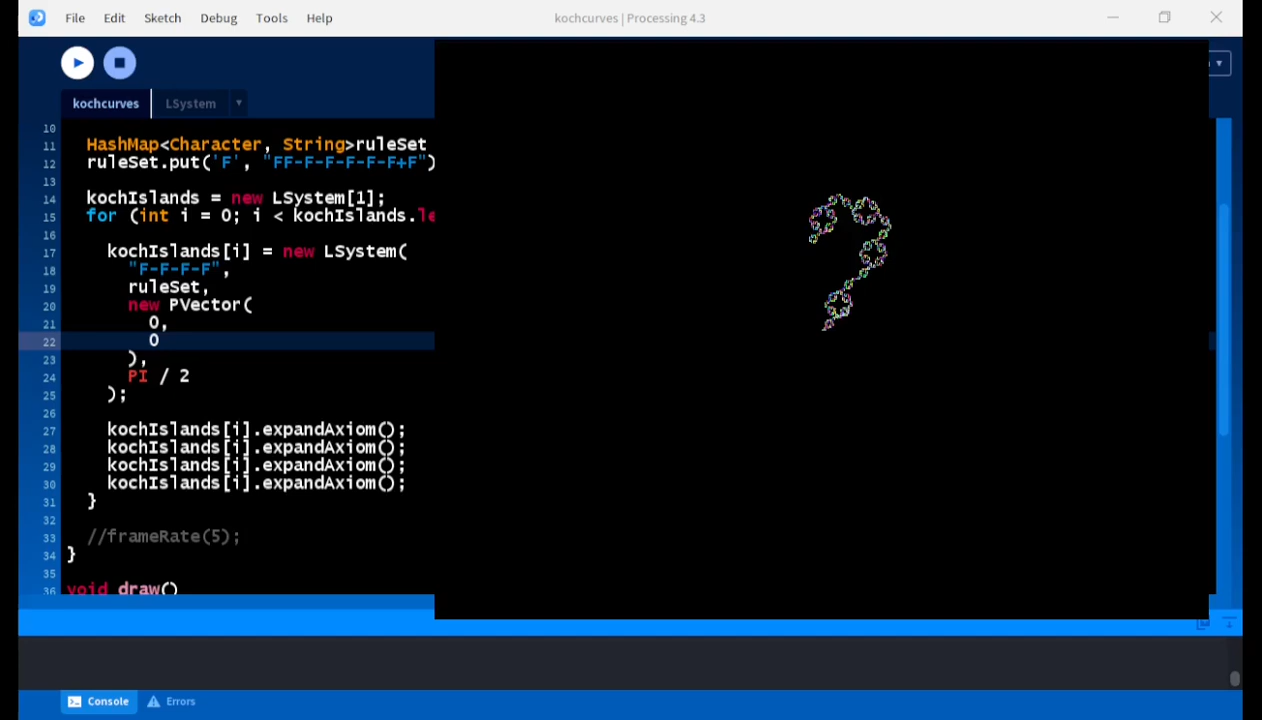 File Edit Sketch Debug Tools Help kochcurves | Processing 4.3
kochcurves LSystem
10
11 HashMap<Character, String>ruleSet
12 ruleSet.put('F', "FF-F-F-F-F-F+F")
13
14 kochIslands = new LSystem[1];
15 for (int i = 0; i < kochIslands.le
16
17 kochIslands[i] = new LSystem(
18 "F-F-F-F",
19 ruleSet,
20 new PVector(
21 0,
22 0
23 ),
24 PI / 2
25 );
26
27 kochIslands[i].expandAxiom();
28 kochIslands[i].expandAxiom();
29 kochIslands[i].expandAxiom();
30 kochIslands[i].expandAxiom();
31 }
32
33 //frameRate(5);
34 }
35
36 void draw()
Console Errors